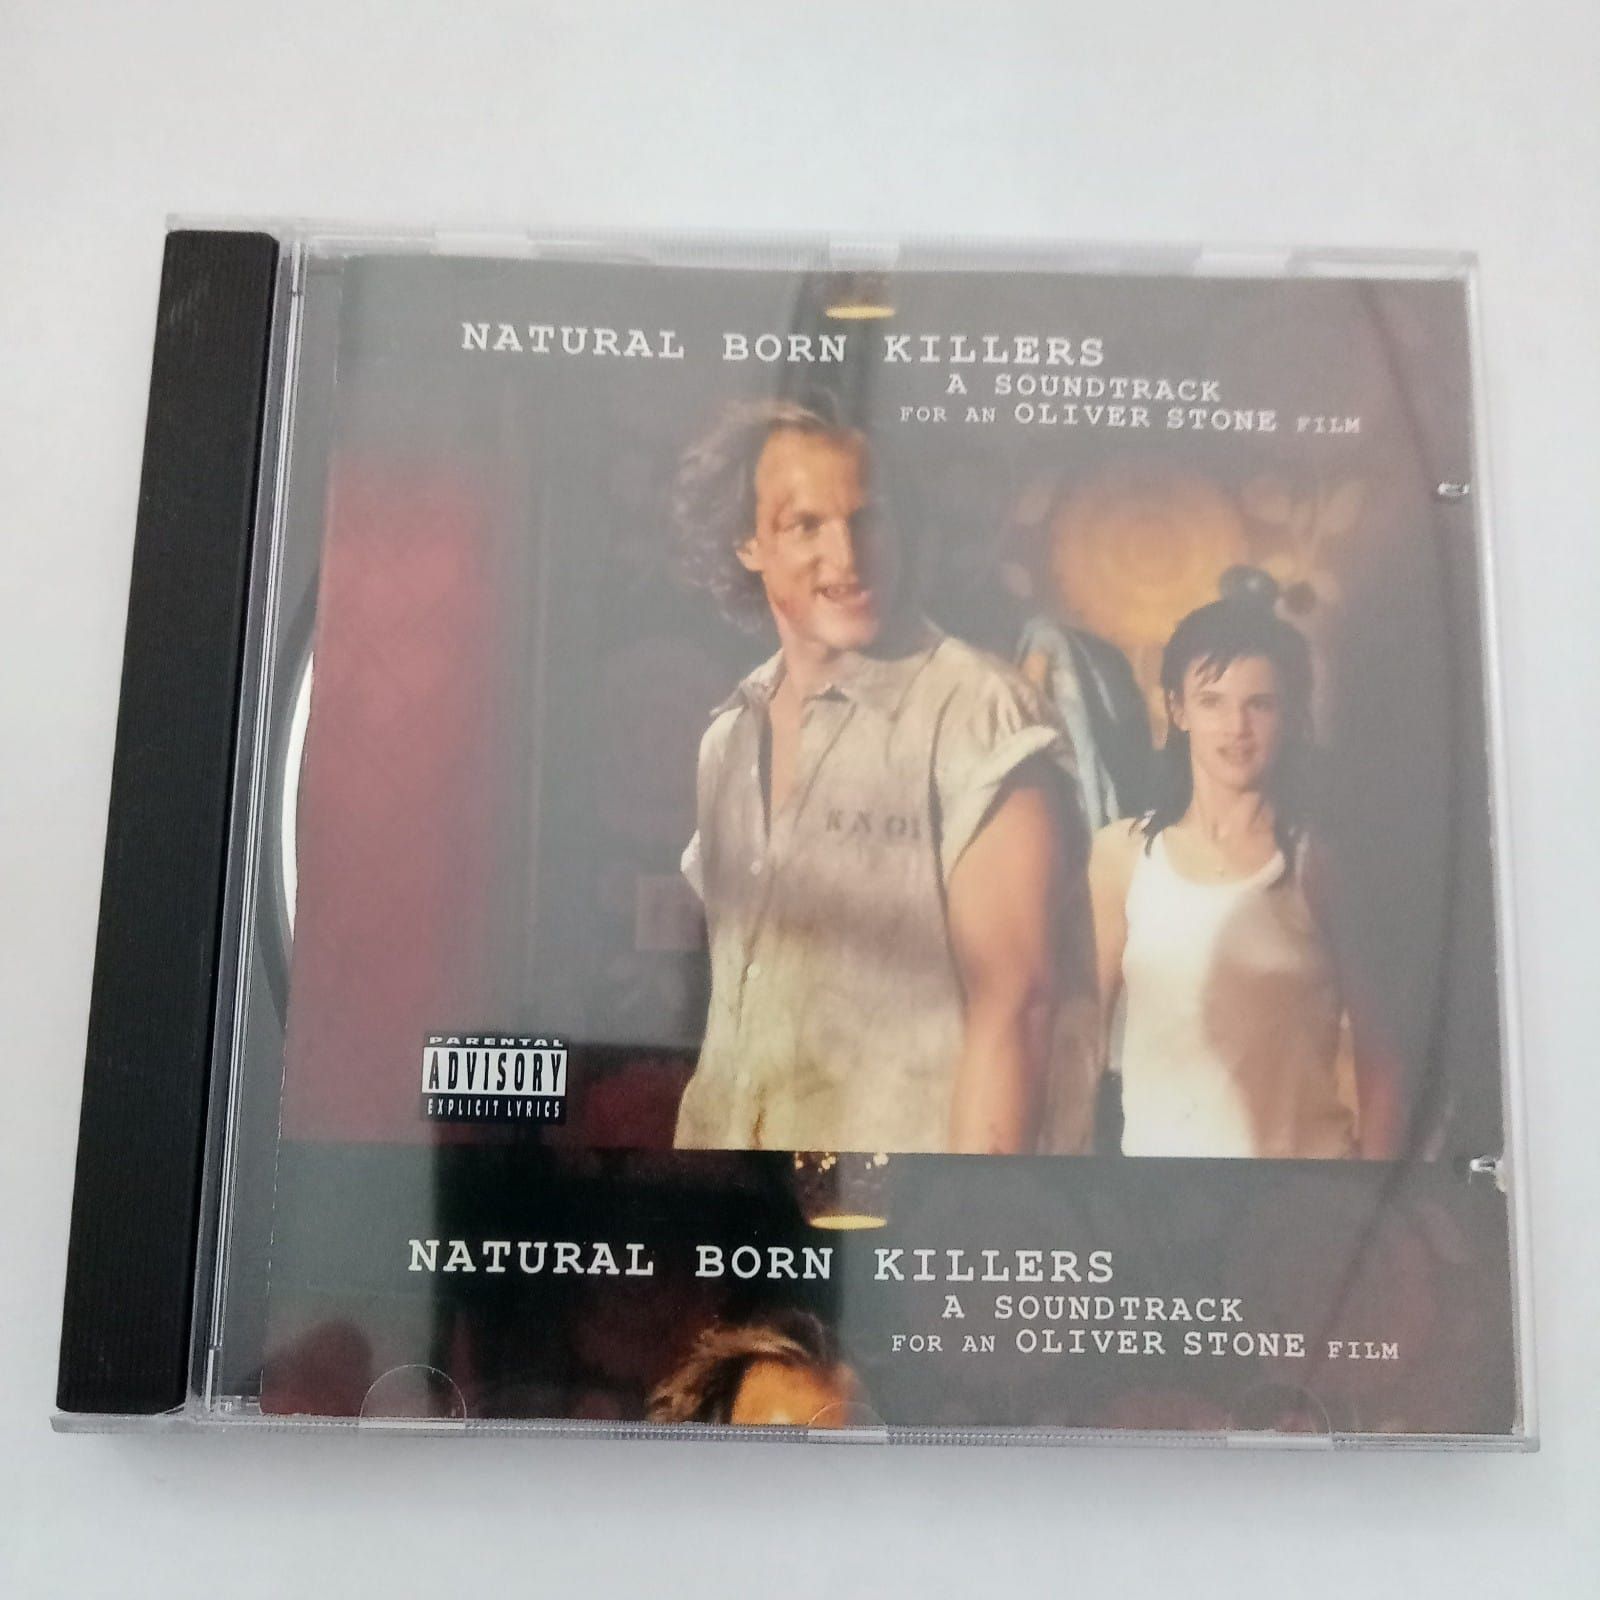 NATURAL BORN KILLERS
A SOUNDTRACK
FOR AN OLIVER STONE FILM
PARENTAL
ADVISORY
EXPLICIT LYRICS
NATURAL BORN KILLERS
A SOUNDTRACK
FOR AN OLIVER STONE FILM